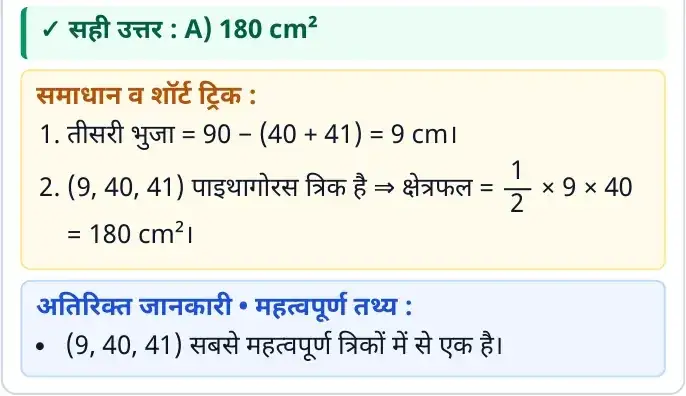 ✓ सही उत्तर : A) 180 cm²
समाधान व शॉर्ट ट्रिक :
1. तीसरी भुजा = 90 − (40 + 41) = 9 cm।
2. (9, 40, 41) पाइथागोरस त्रिक है ⇒ क्षेत्रफल = 1/2 × 9 × 40
= 180 cm²।
अतिरिक्त जानकारी • महत्वपूर्ण तथ्य :
• (9, 40, 41) सबसे महत्वपूर्ण त्रिकों में से एक है।